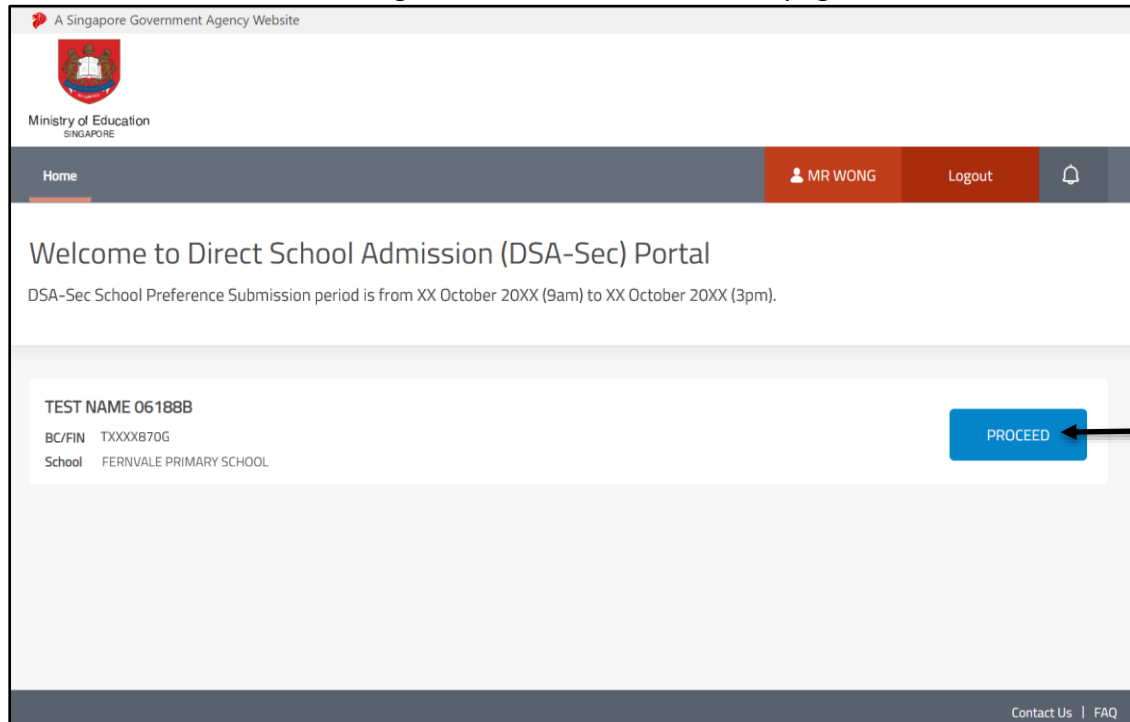 A Singapore Government Agency Website
Ministry of Education
SINGAPORE
Home
MR WONG
Logout
Welcome to Direct School Admission (DSA-Sec) Portal
DSA-Sec School Preference Submission period is from XX October 20XX (9am) to XX October 20XX (3pm).
TEST NAME 06188B
BC/FIN TXXXX870G
School FERNVALE PRIMARY SCHOOL
PROCEED
Contact Us | FAQ